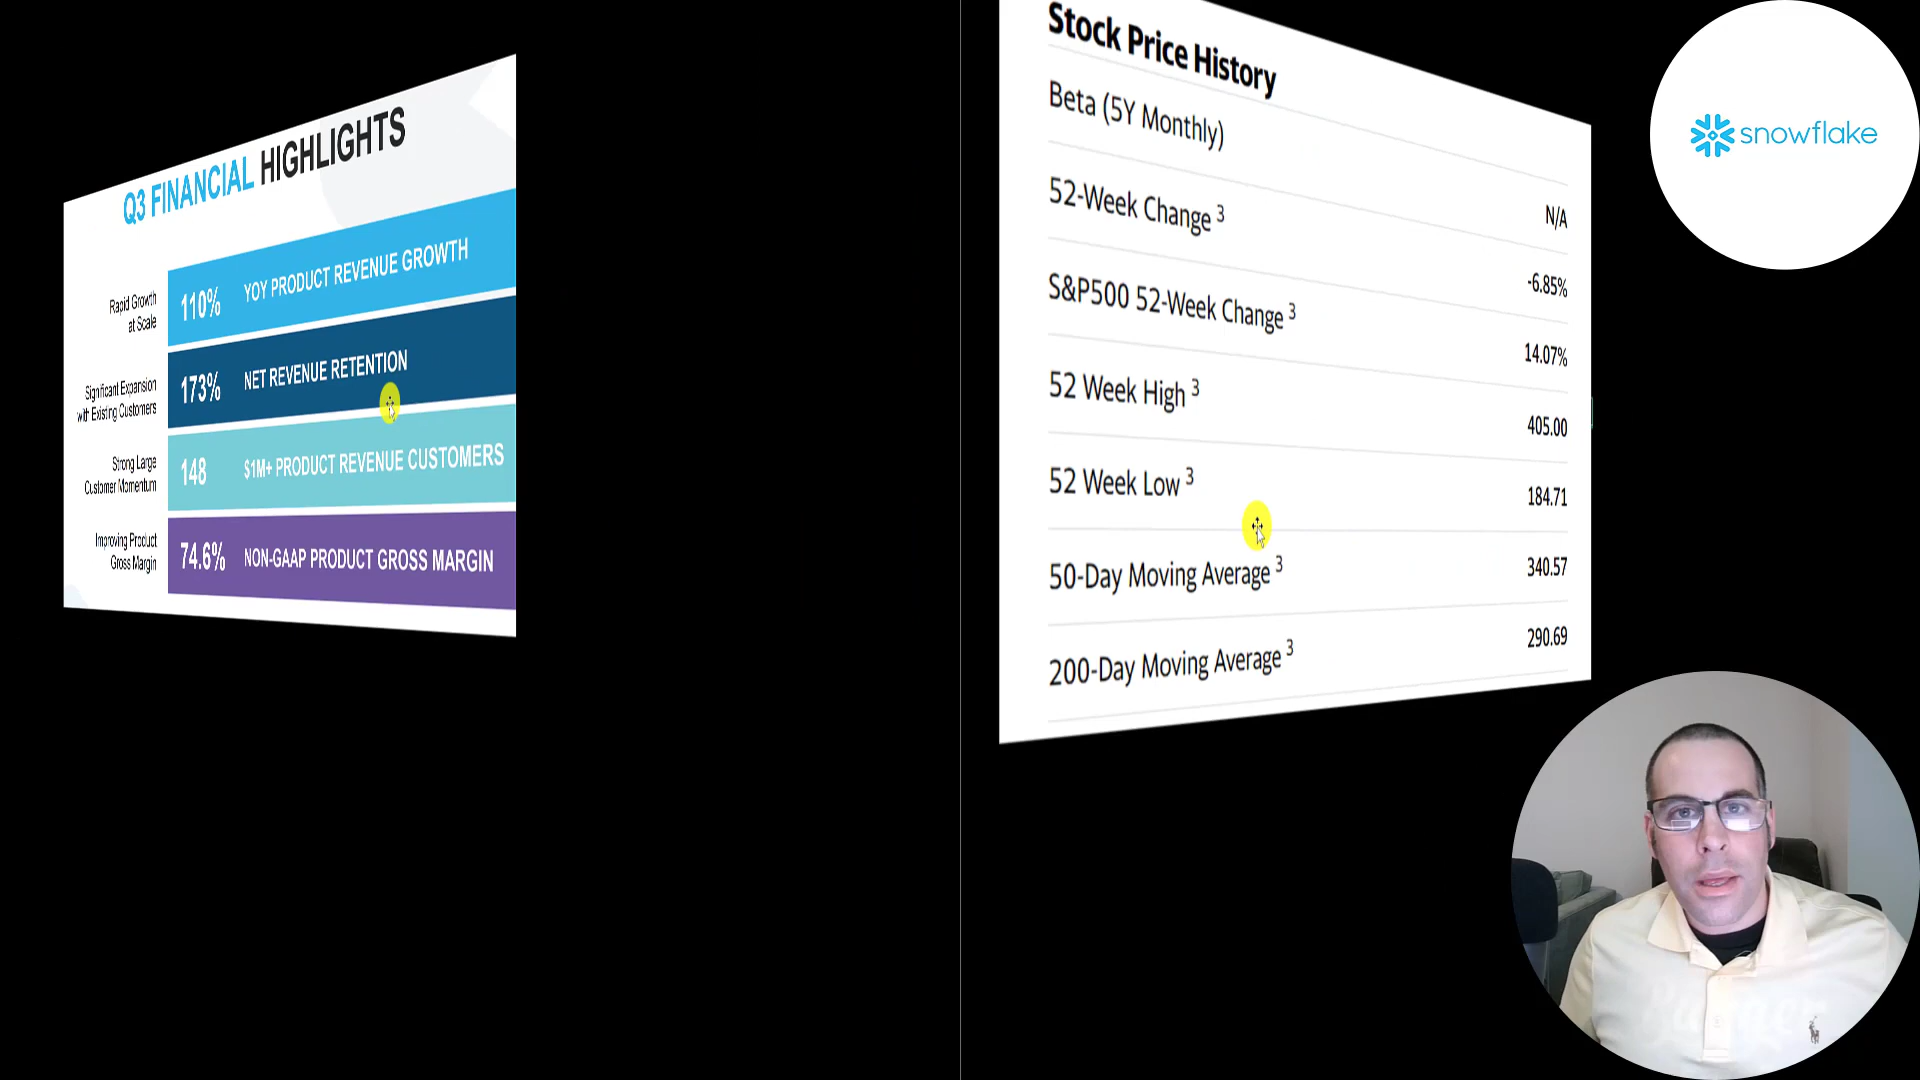 Q3 FINANCIAL HIGHLIGHTS
Rapid Growth
at Scale
110% YOY PRODUCT REVENUE GROWTH
Significant Expansion
with Existing Customers
173% NET REVENUE RETENTION
Strong Large
Customer Momentum
148 $1M+ PRODUCT REVENUE CUSTOMERS
Improving Product
Gross Margin
74.6% NON-GAAP PRODUCT GROSS MARGIN
Stock Price History
Beta (5Y Monthly) N/A
52-Week Change 3 -6.85%
S&P500 52-Week Change 3 14.07%
52 Week High 3 405.00
52 Week Low 3 184.71
50-Day Moving Average 3 340.57
200-Day Moving Average 3 290.69
snowflake